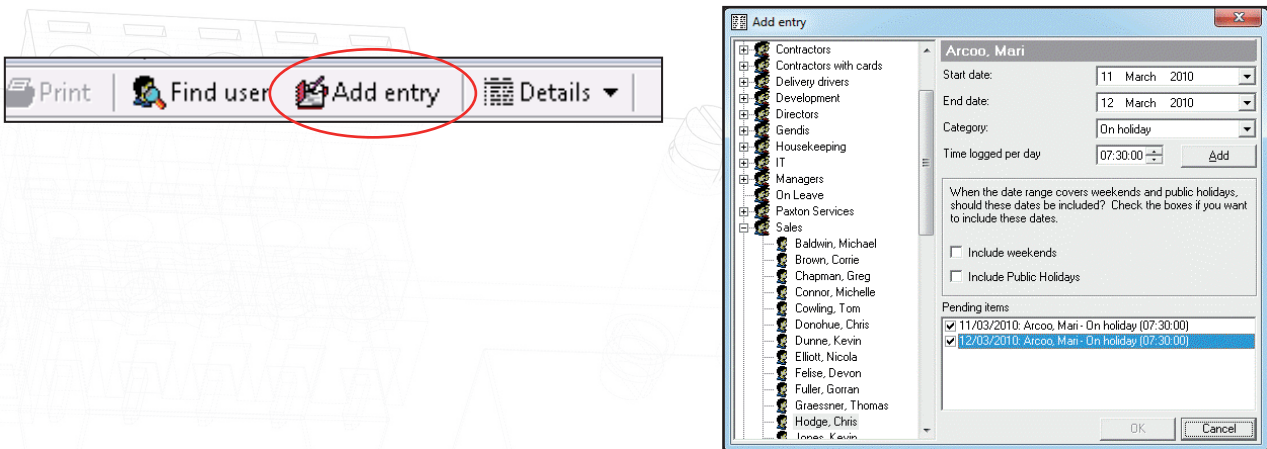 Print Find user Add entry Details
Add entry
Contractors
Contractors with cards
Delivery drivers
Development
Directors
Gendis
Housekeeping
IT
Managers
On Leave
Paxton Services
Sales
Baldwin, Michael
Brown, Corrie
Chapman, Greg
Connor, Michelle
Cowling, Tom
Donohue, Chris
Dunne, Kevin
Elliott, Nicola
Felise, Devon
Fuller, Gorran
Graessner, Thomas
Hodge, Chris
Jones, Kevin
Arcoo, Mari
Start date: 11 March 2010
End date: 12 March 2010
Category: On holiday
Time logged per day 07:30:00 Add
When the date range covers weekends and public holidays,
should these dates be included? Check the boxes if you want
to include these dates.
Include weekends
Include Public Holidays
Pending items
11/03/2010: Arcoo, Mari - On holiday (07:30:00)
12/03/2010: Arcoo, Mari - On holiday (07:30:00)
OK Cancel